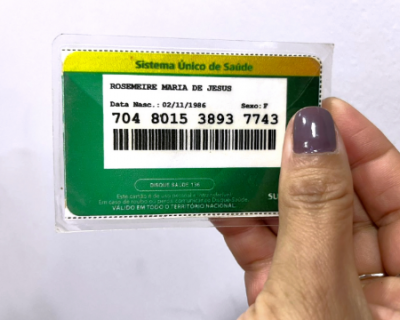 Sistema Único de Saúde
ROSEMEIRE MARIA DE JESUS
Data Nasc.: 02/11/1986 Sexo: F
704 8015 3893 7743
DISQUE SAÚDE 136
VÁLIDO EM TODO O TERRITÓRIO NACIONAL.